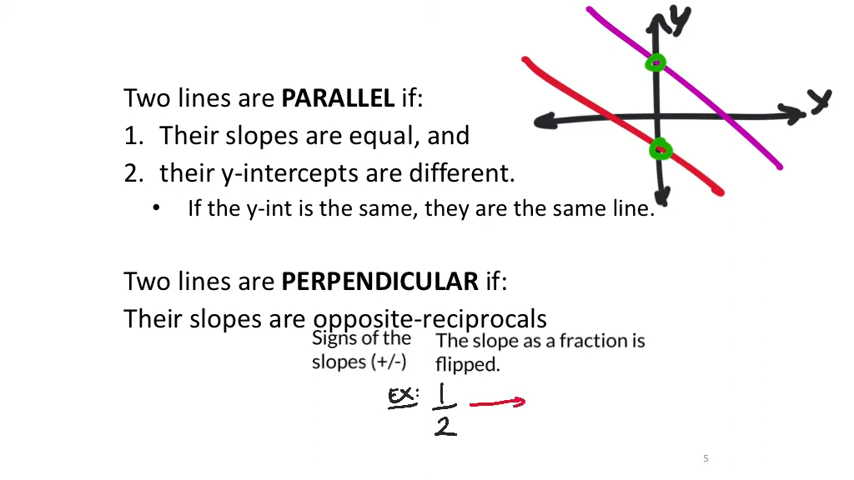 y
x
Two lines are PARALLEL if:
1. Their slopes are equal, and
2. their y-intercepts are different.
• If the y-int is the same, they are the same line.
Two lines are PERPENDICULAR if:
Their slopes are opposite-reciprocals
Signs of the slopes (+/-)
The slope as a fraction is flipped.
EX: 1/2
5